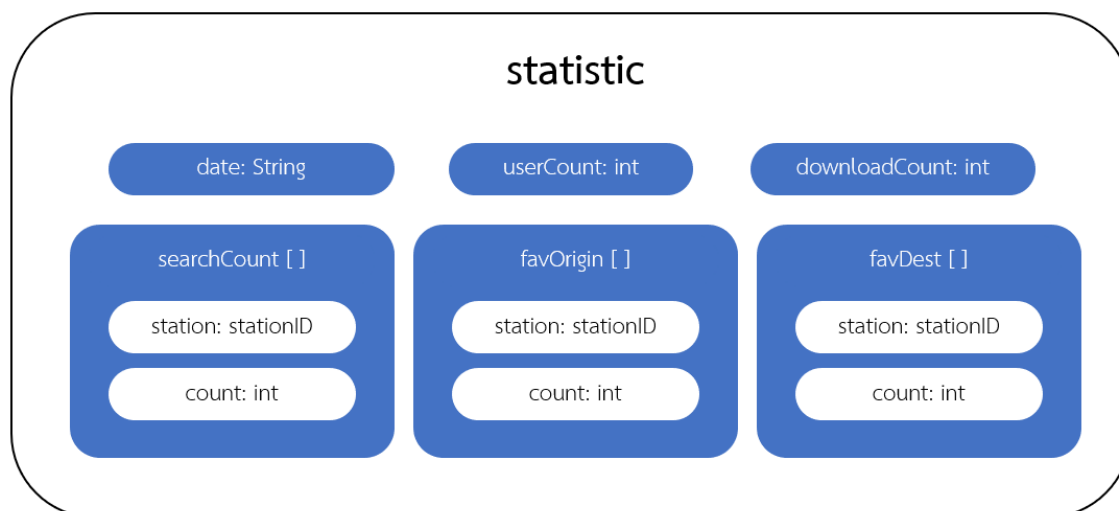 statistic
date: String
userCount: int
downloadCount: int
searchCount [ ]
station: stationID
count: int
favOrigin [ ]
station: stationID
count: int
favDest [ ]
station: stationID
count: int